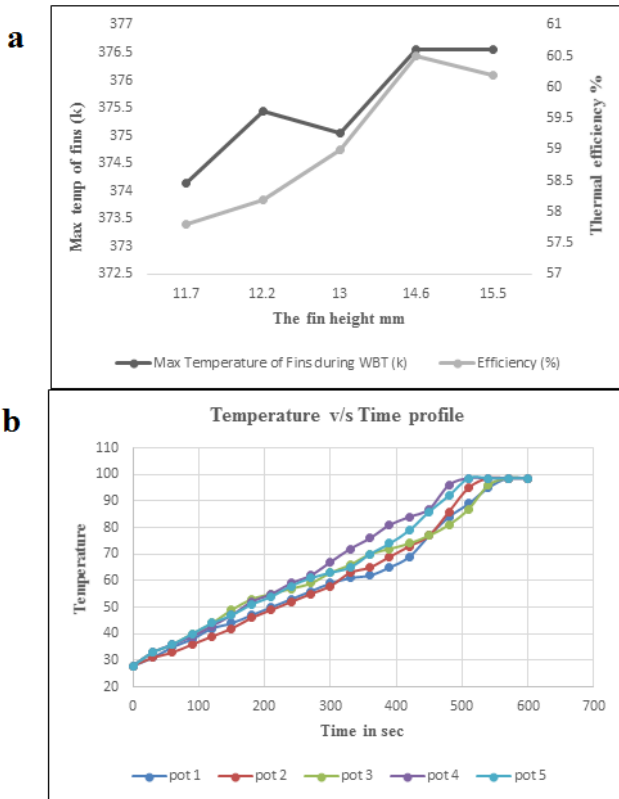 a
377
376.5
376
375.5
375
374.5
374
373.5
373
372.5
Max temp of fins (k)
61
60.5
60
59.5
59
58.5
58
57.5
57
Thermal efficiency %
11.7 12.2 13 14.6 15.5
The fin height mm
Max Temperature of Fins during WBT (k) Efficiency (%)
b
Temperature v/s Time profile
110
100
90
80
70
60
50
40
30
20
Temperature
0 100 200 300 400 500 600 700
Time in sec
pot 1 pot 2 pot 3 pot 4 pot 5